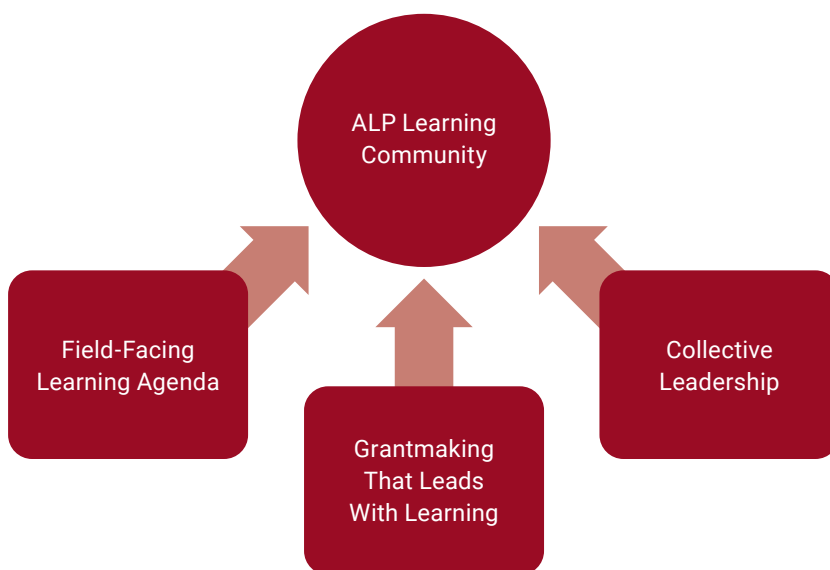 ALP Learning
Community
Field-Facing
Learning Agenda
Collective
Leadership
Grantmaking
That Leads
With Learning